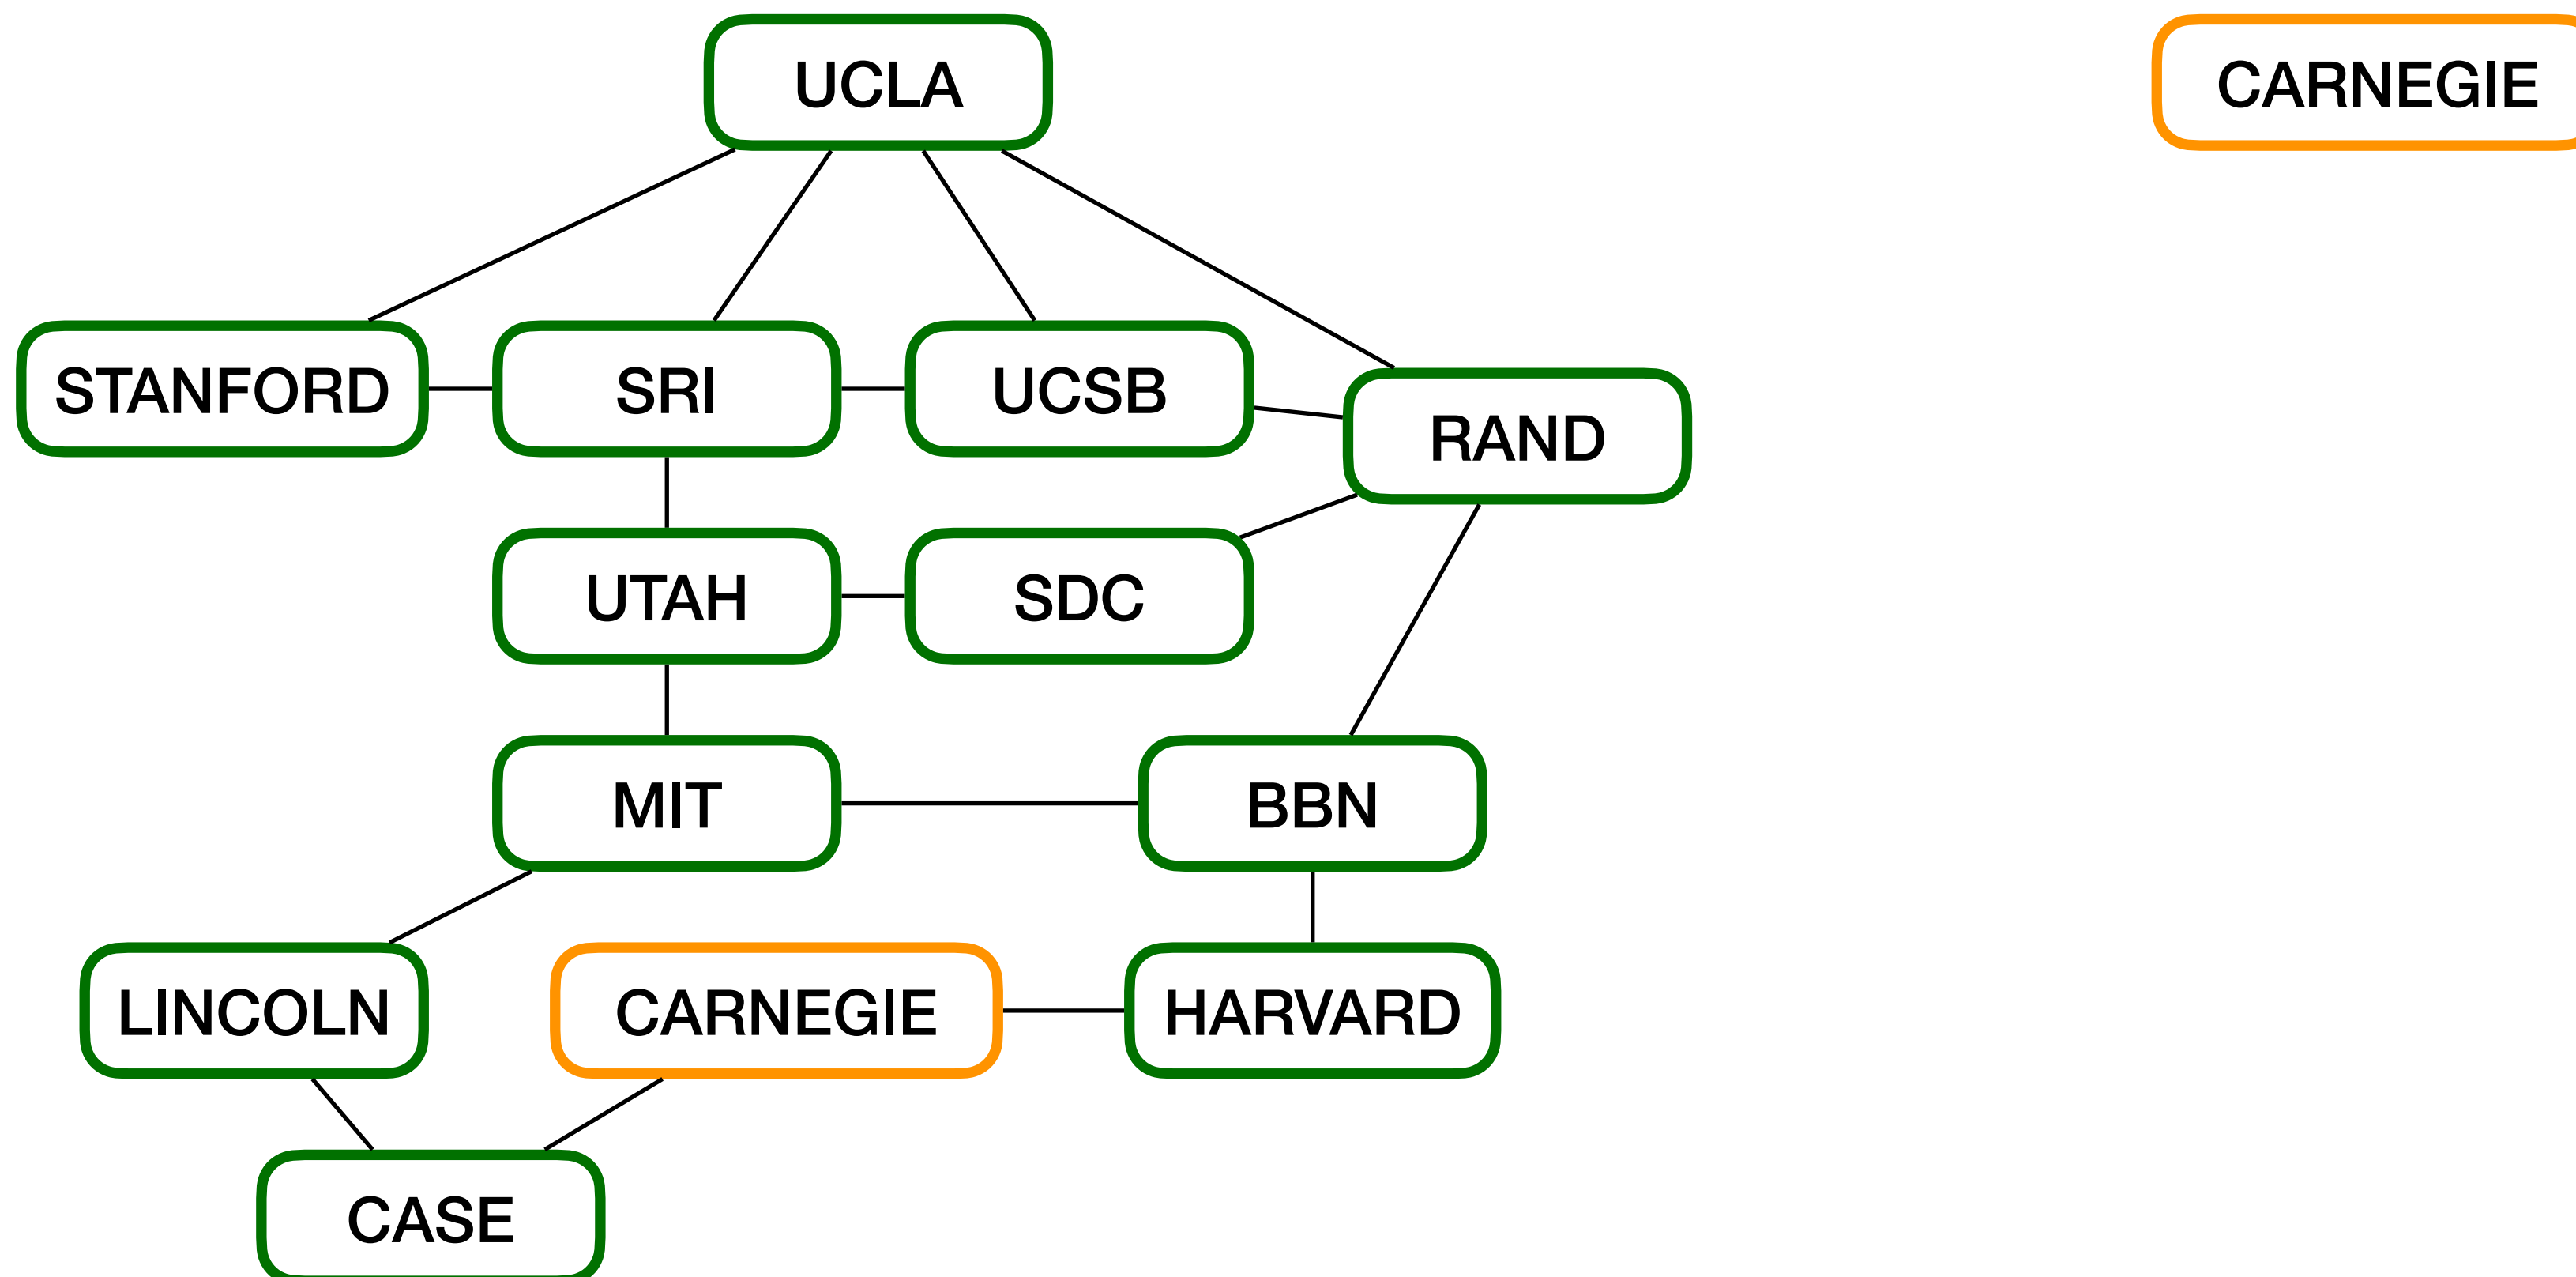 UCLA
CARNEGIE
STANFORD
SRI
UCSB
RAND
UTAH
SDC
MIT
BBN
LINCOLN
CARNEGIE
HARVARD
CASE